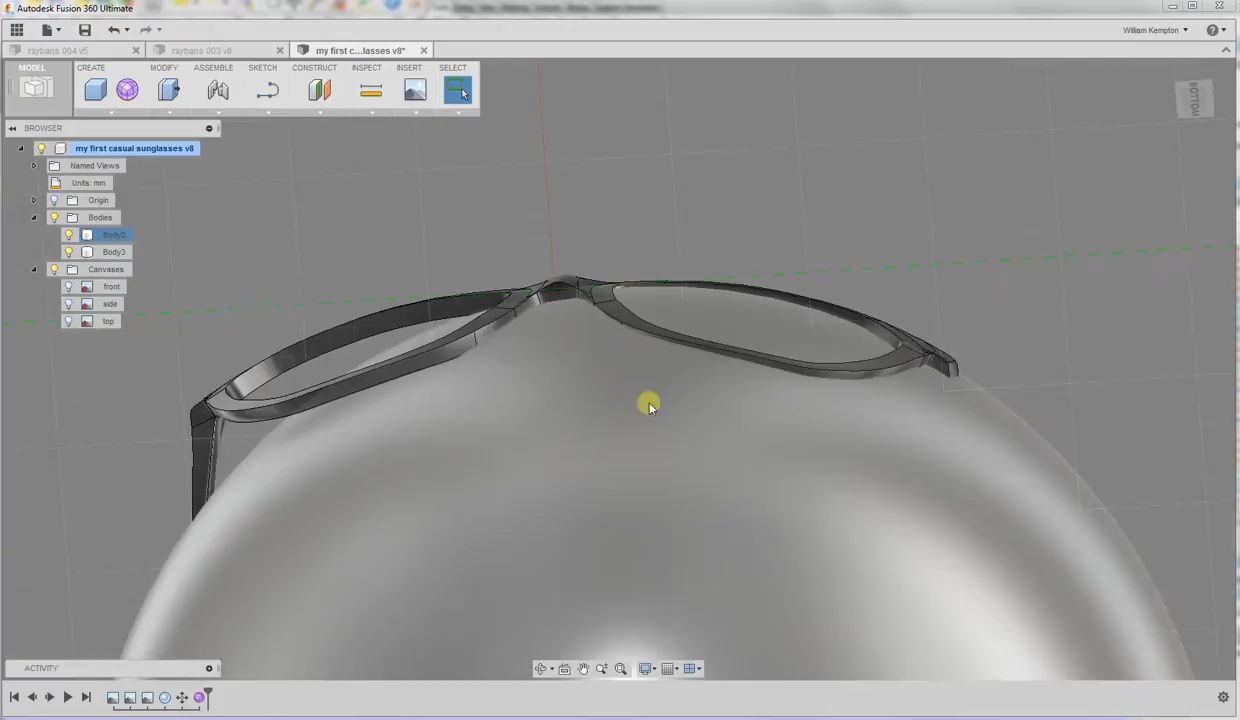 Autodesk Fusion 360 Ultimate
William Kempton
raybans 004 v5
raybans 003 v8
my first c...lasses v8*
MODEL
CREATE
MODIFY
ASSEMBLE
SKETCH
CONSTRUCT
INSPECT
INSERT
SELECT
BOTTOM
BROWSER
my first casual sunglasses v8
Named Views
Units: mm
Origin
Bodies
Body2
Body3
Canvases
front
side
top
ACTIVITY